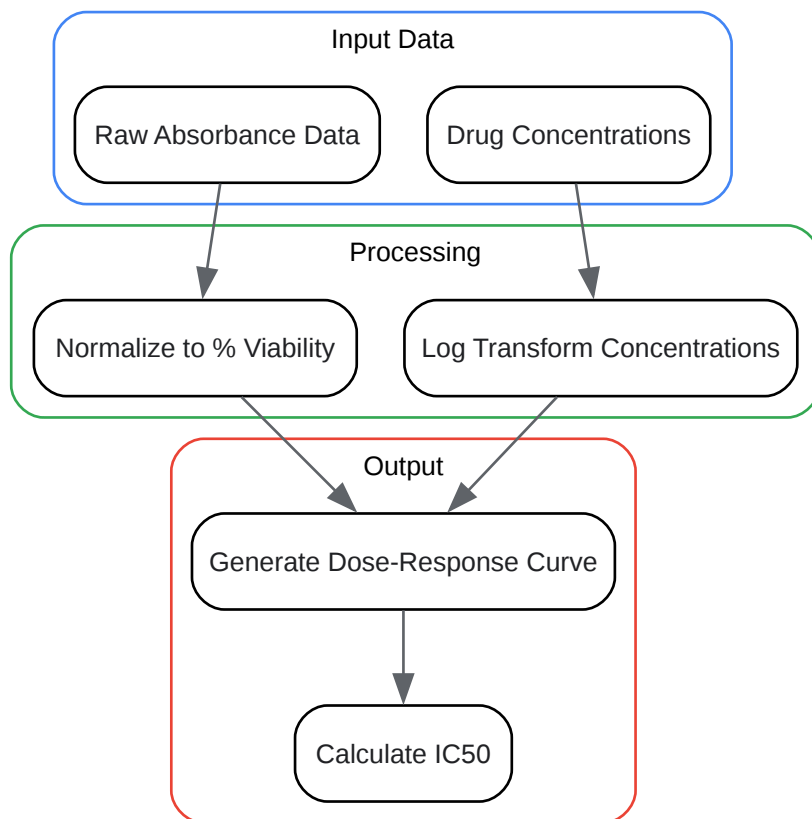 Input Data
Raw Absorbance Data
Drug Concentrations
Processing
Normalize to % Viability
Log Transform Concentrations
Output
Generate Dose-Response Curve
Calculate IC50